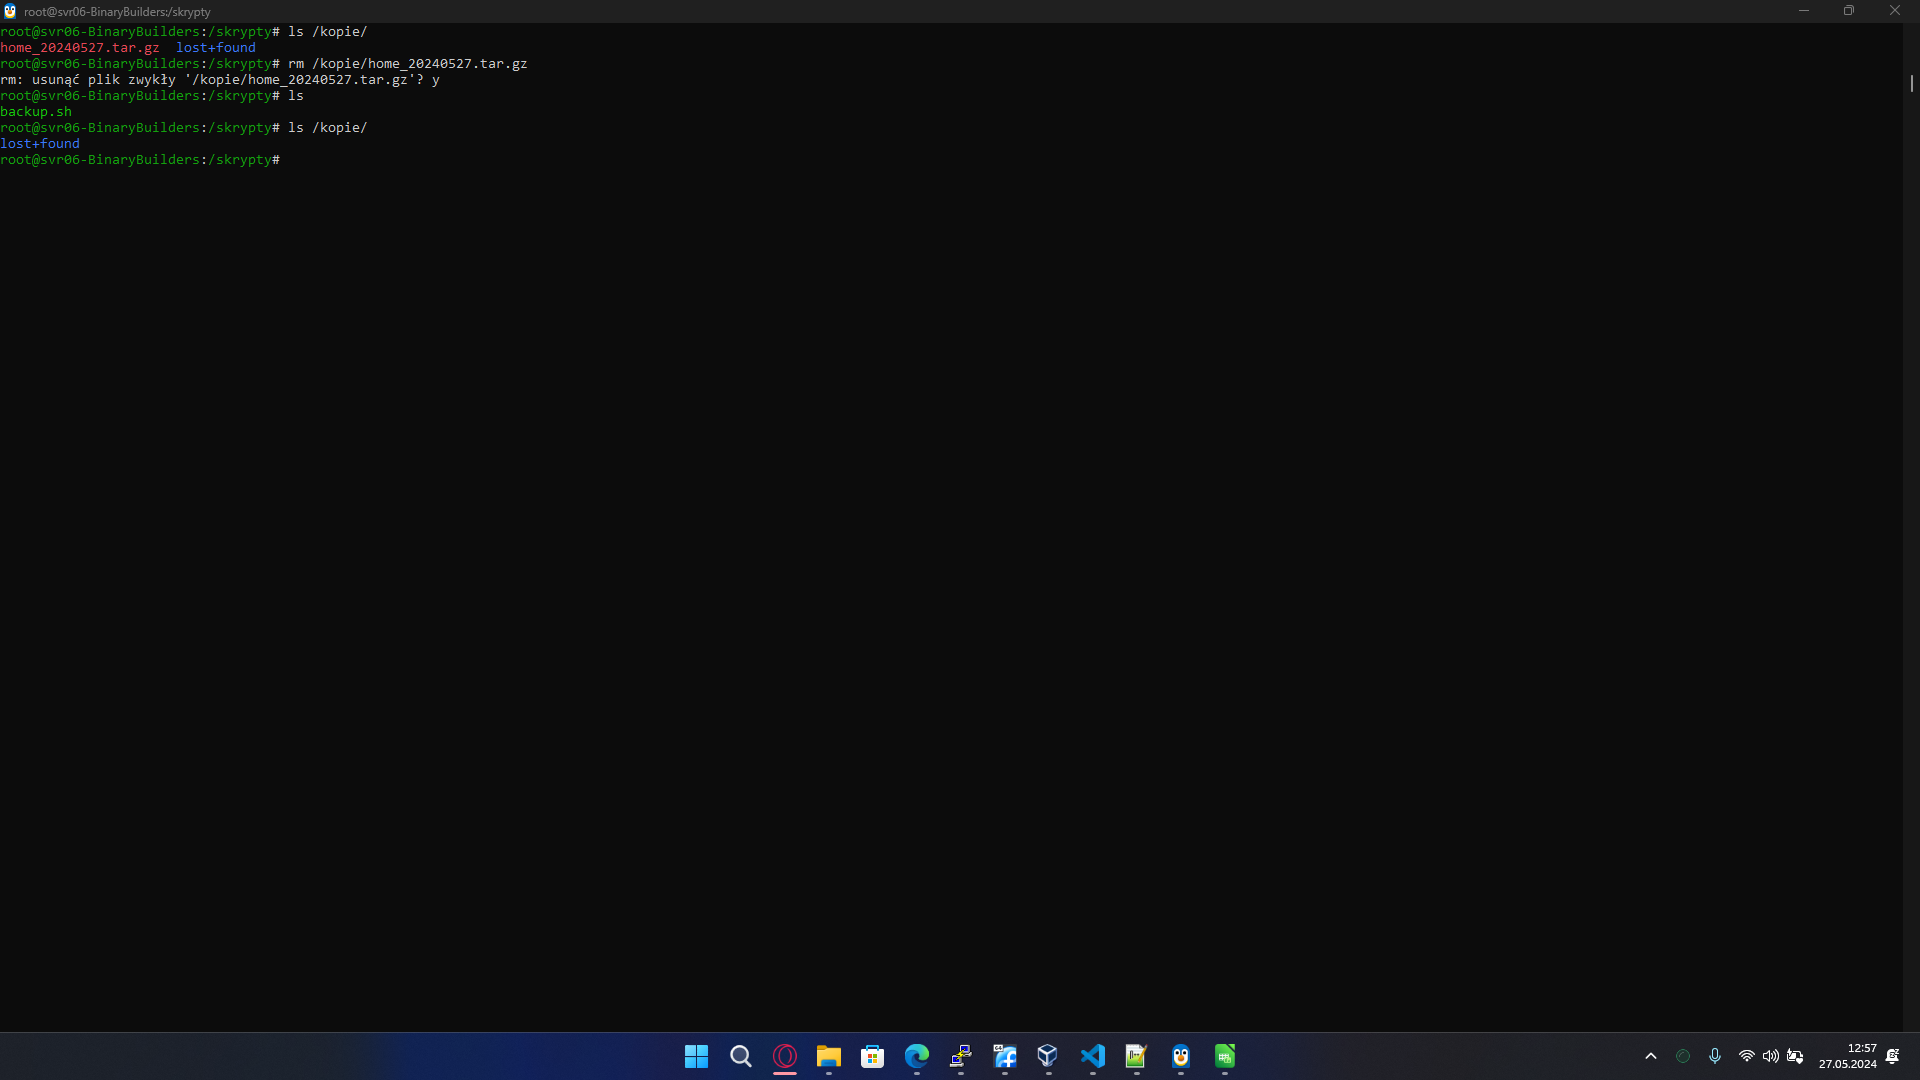 root@svr06-BinaryBuilders:/skrypty
root@svr06-BinaryBuilders:/skrypty# ls /kopie/
home_20240527.tar.gz  lost+found
root@svr06-BinaryBuilders:/skrypty# rm /kopie/home_20240527.tar.gz
rm: usunąć plik zwykły '/kopie/home_20240527.tar.gz'? y
root@svr06-BinaryBuilders:/skrypty# ls
backup.sh
root@svr06-BinaryBuilders:/skrypty# ls /kopie/
lost+found
root@svr06-BinaryBuilders:/skrypty#
12:57
27.05.2024